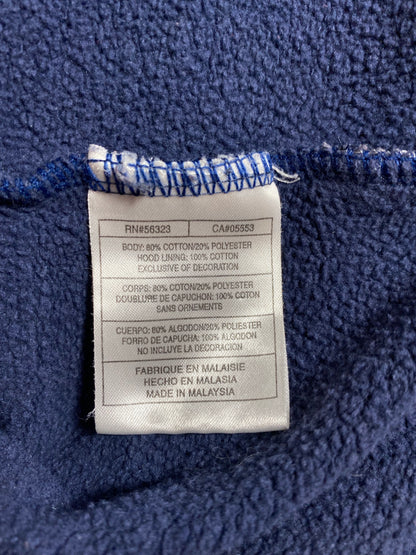 RN#56323 CA#05553
BODY: 80% COTTON/20% POLYESTER
HOOD LINING: 100% COTTON
EXCLUSIVE OF DECORATION
CORPS: 80% COTON/20% POLYESTER
DOUBLURE DE CAPUCHON: 100% COTON
SANS ORNEMENTS
CUERPO: 80% ALGODON/20% POLIESTER
FORRO DE CAPUCHA: 100% ALGODON
NO INCLUYE LA DECORACION
FABRIQUE EN MALAISIE
HECHO EN MALASIA
MADE IN MALAYSIA